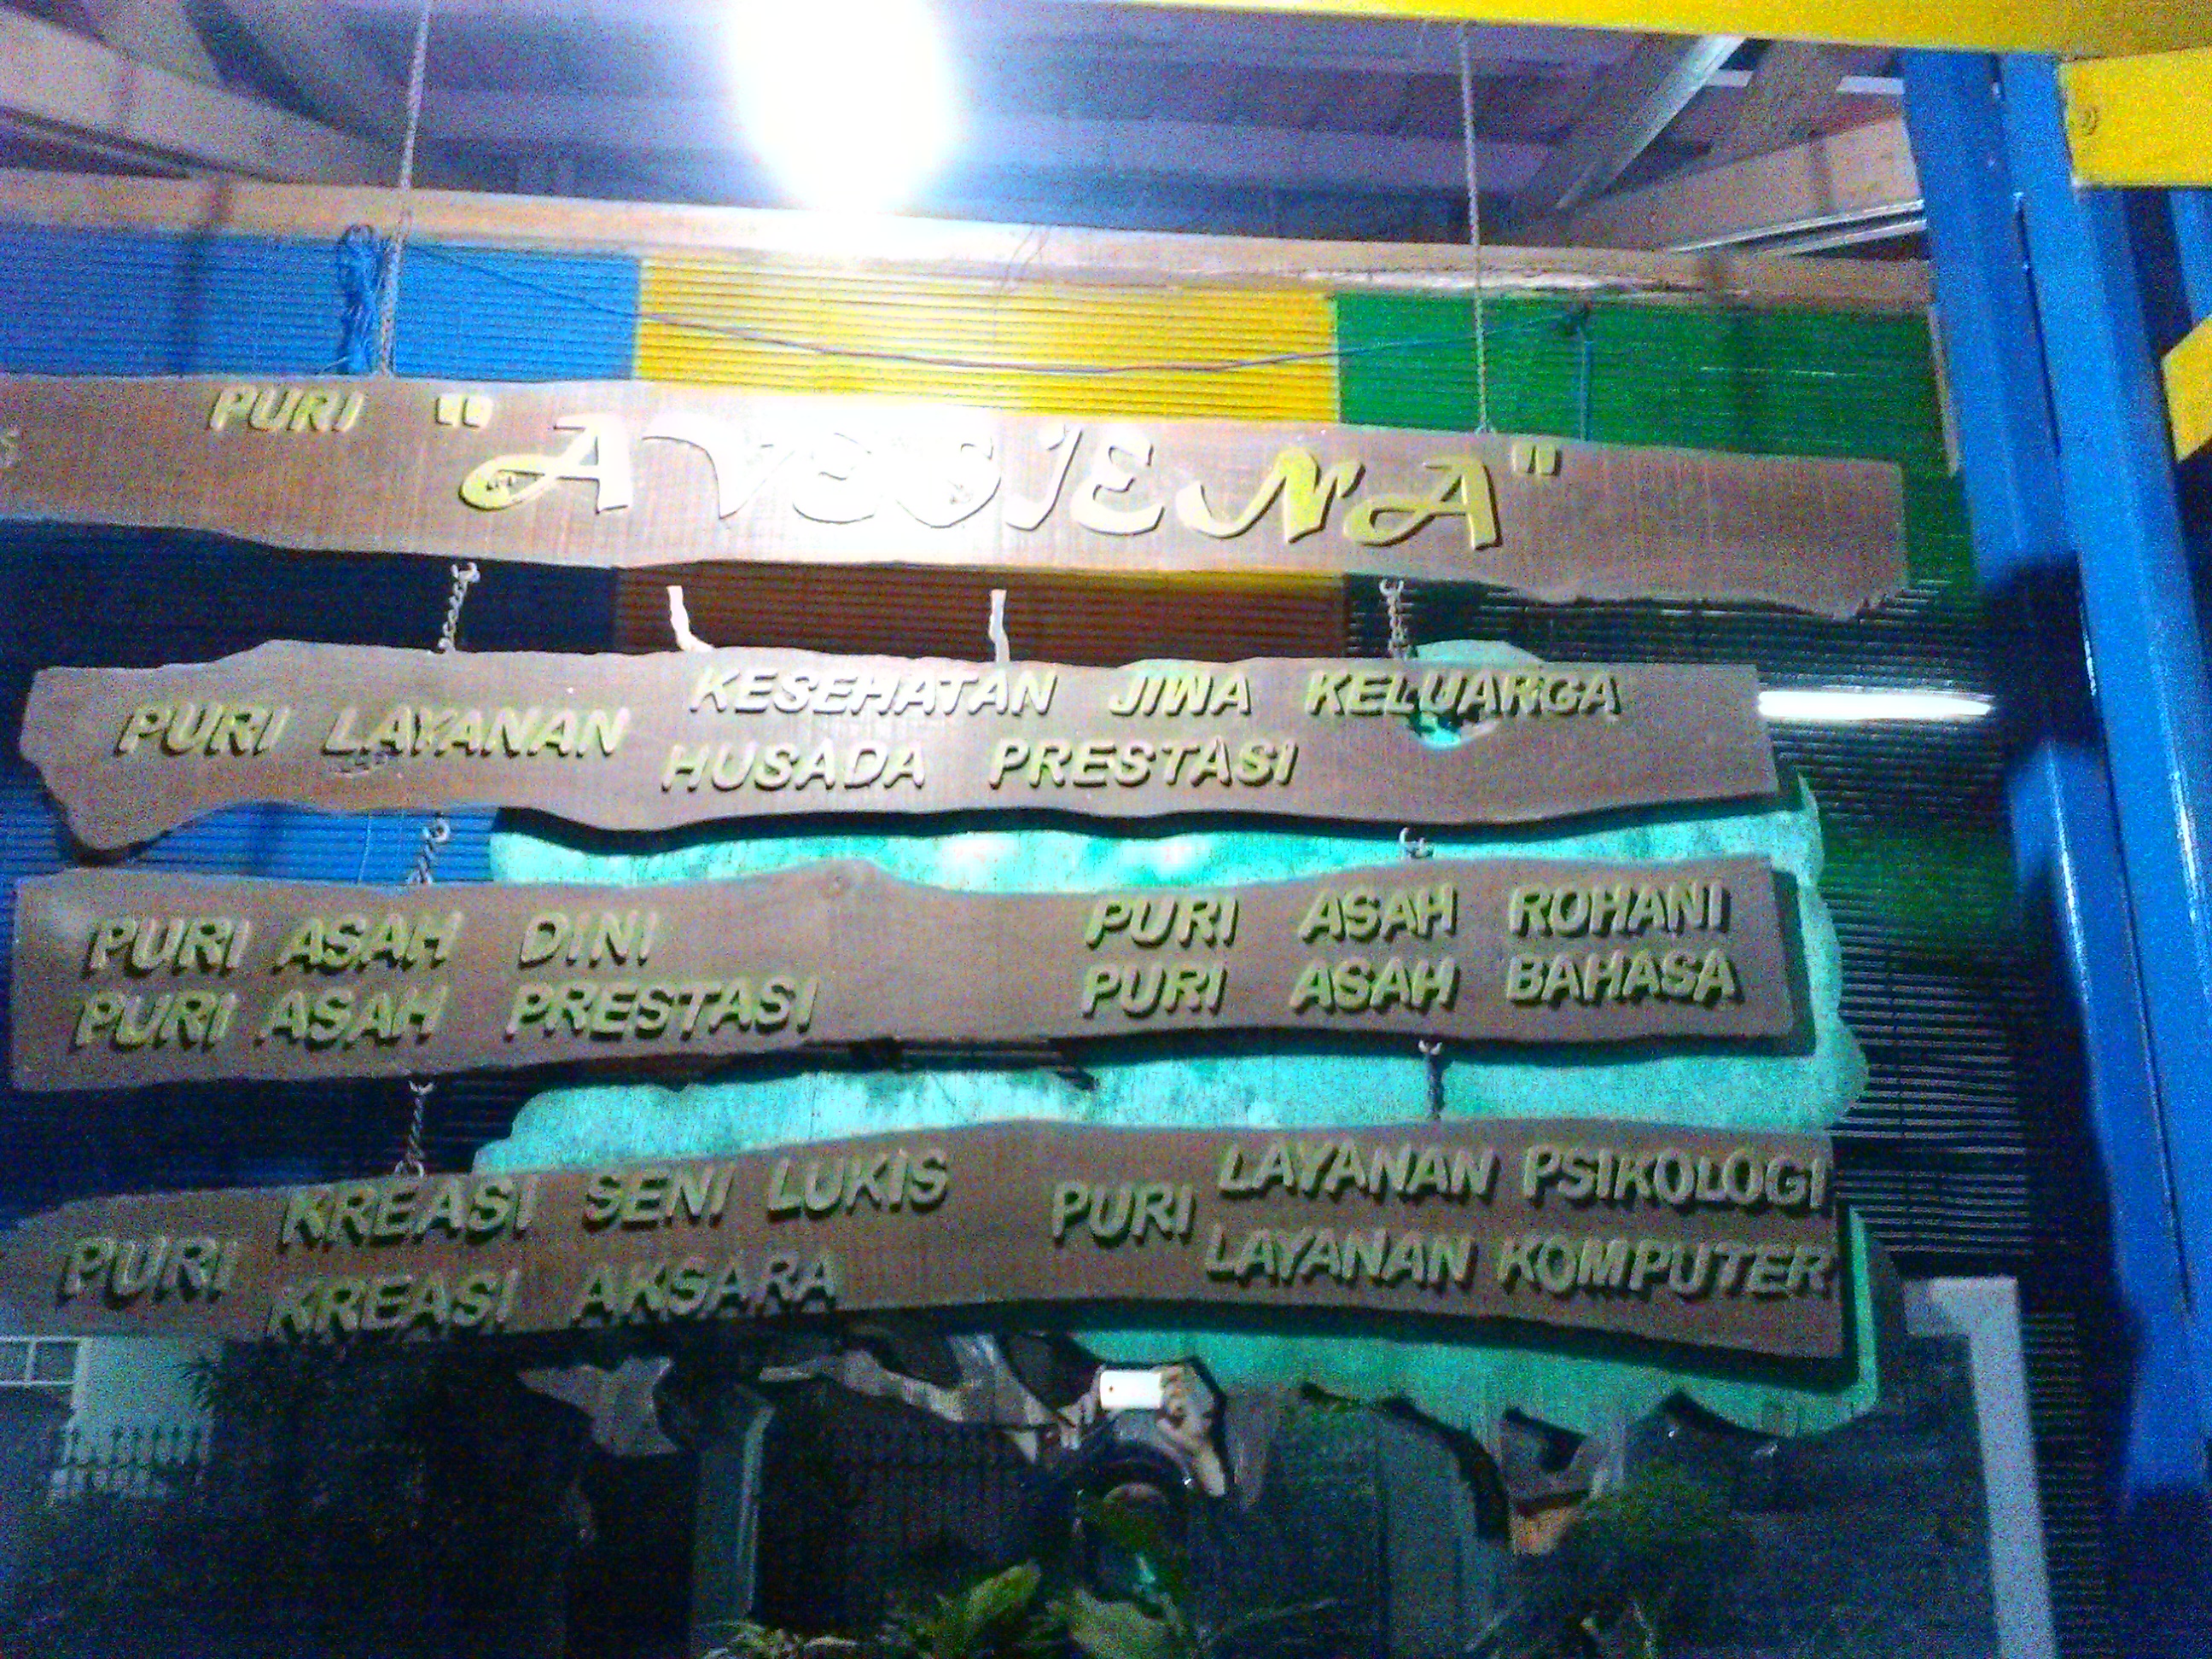 PURI "AVESIENA"
PURI LAYANAN KESEHATAN JIWA KELUARGA
HUSADA PRESTASI
PURI ASAH DINI
PURI ASAH PRESTASI
PURI ASAH ROHANI
PURI ASAH BAHASA
PURI KREASI SENI LUKIS
KREASI AKSARA
PURI LAYANAN PSIKOLOGI
LAYANAN KOMPUTER